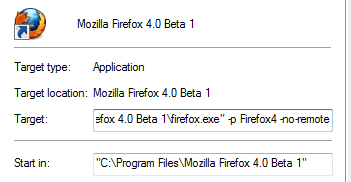 Mozilla Firefox 4.0 Beta 1
Target type: Application
Target location: Mozilla Firefox 4.0 Beta 1
Target: efox 4.0 Beta 1\firefox.exe" -p Firefox4 -no-remote
Start in: "C:\Program Files\Mozilla Firefox 4.0 Beta 1"